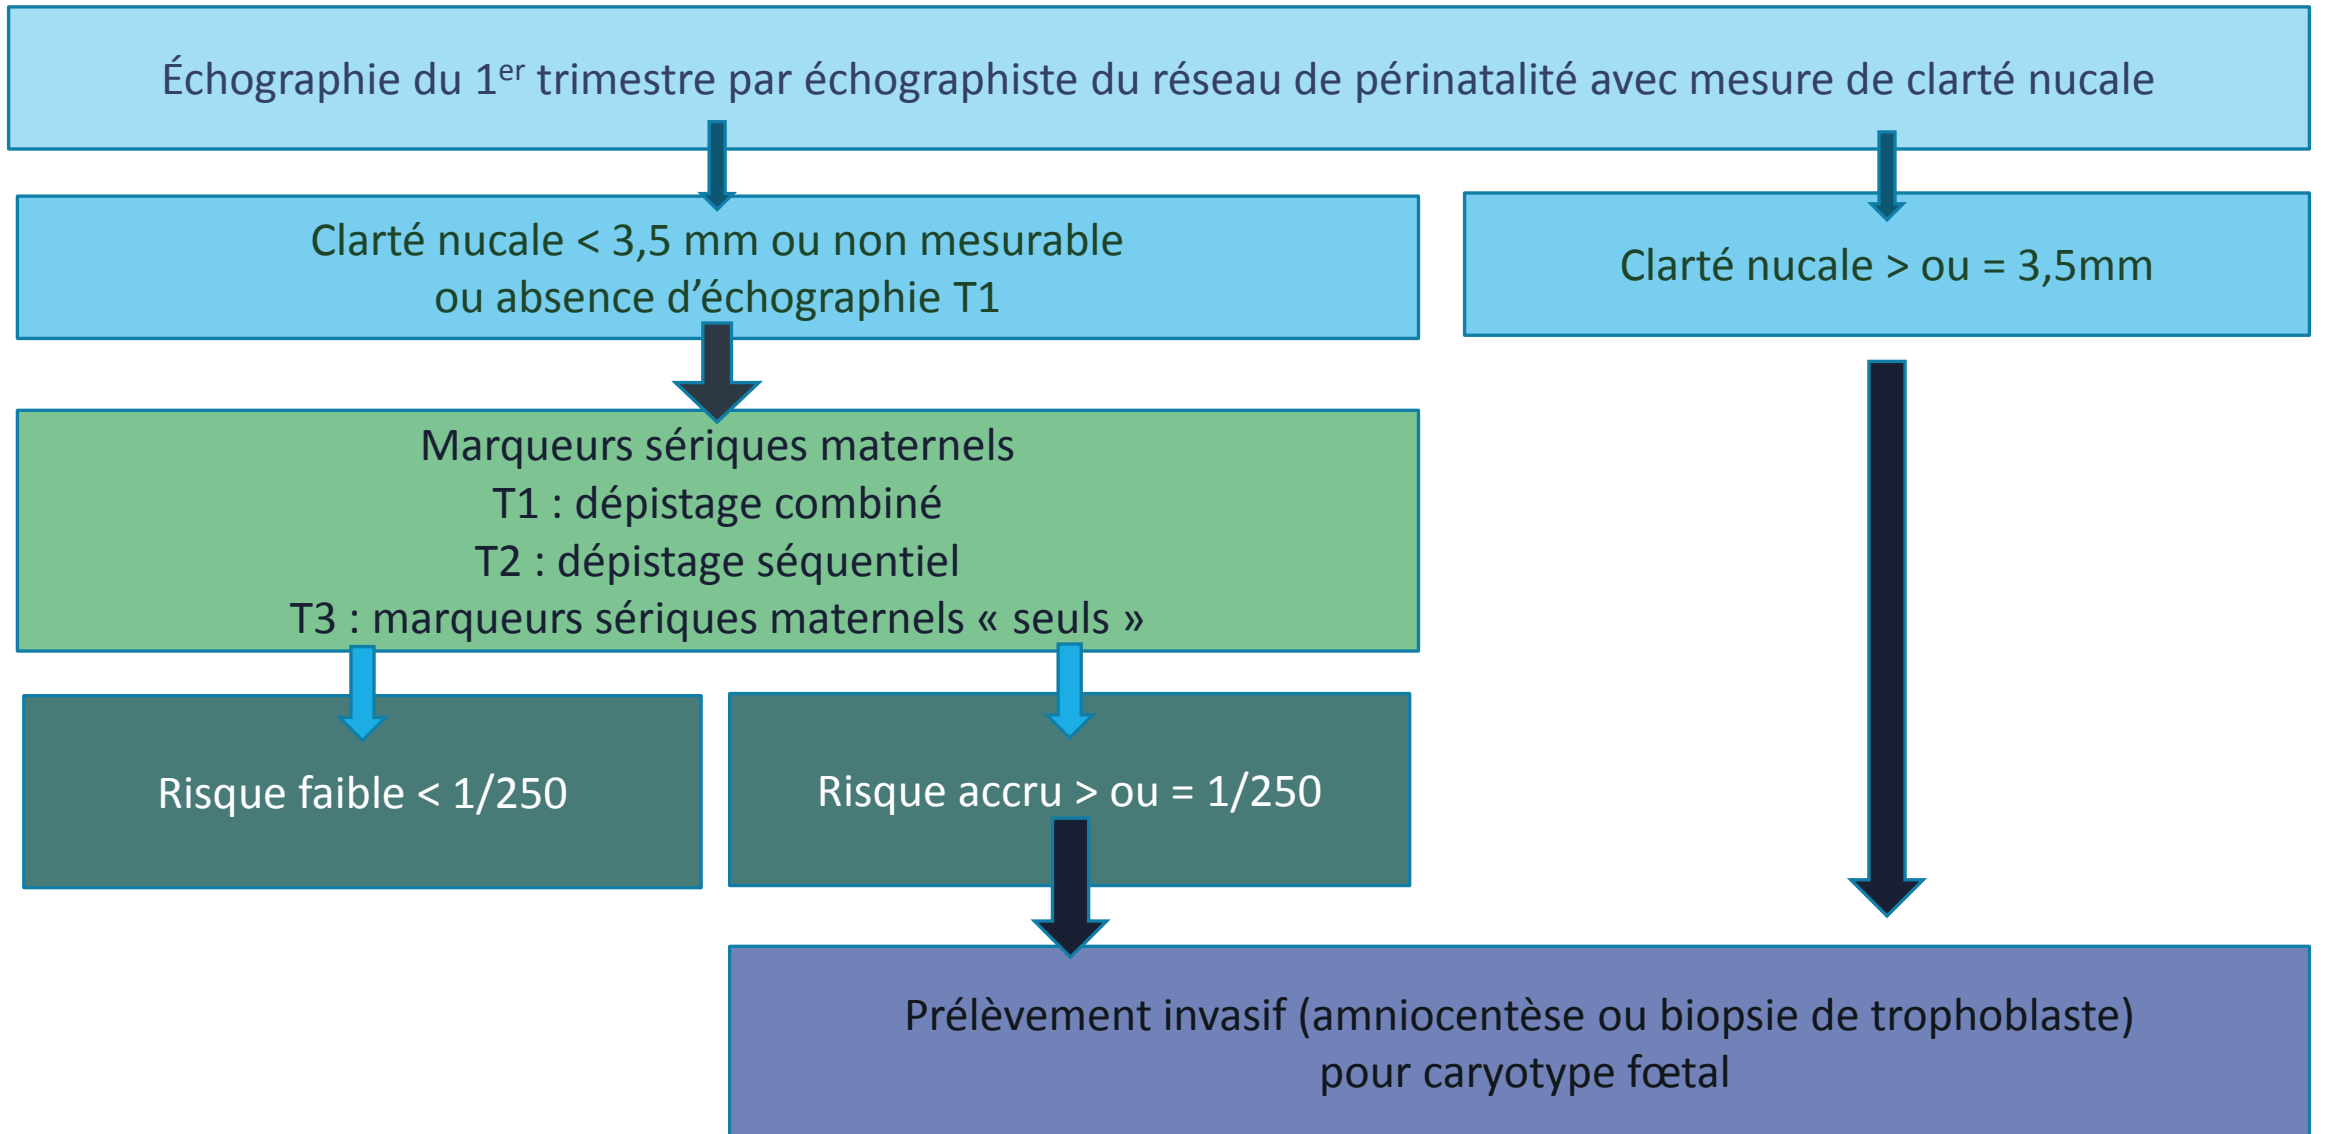 Échographie du 1er trimestre par échographiste du réseau de périnatalité avec mesure de clarté nucale
Clarté nucale < 3,5 mm ou non mesurable
ou absence d'échographie T1
Clarté nucale > ou = 3,5mm
Marqueurs sériques maternels
T1 : dépistage combiné
T2 : dépistage séquentiel
T3 : marqueurs sériques maternels « seuls »
Risque faible < 1/250
Risque accru > ou = 1/250
Prélèvement invasif (amniocentèse ou biopsie de trophoblaste)
pour caryotype fœtal